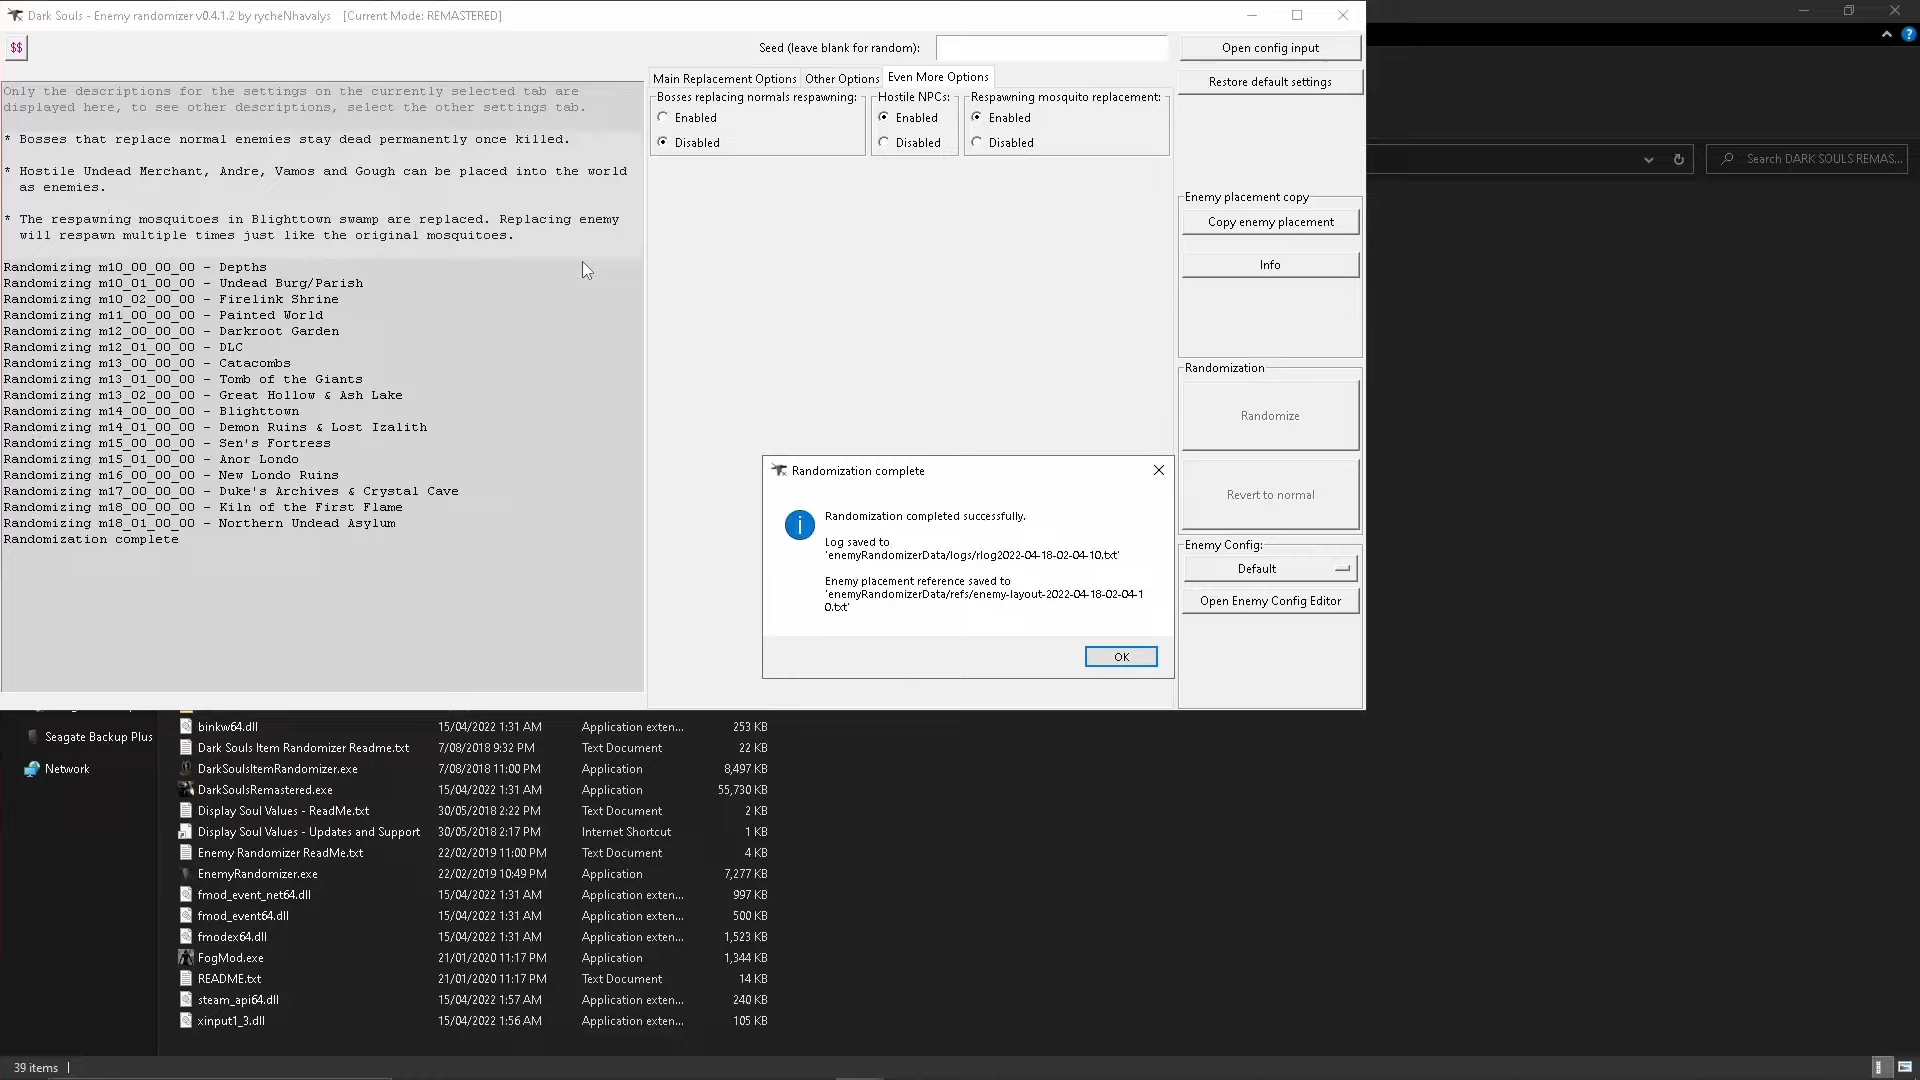 Dark Souls - Enemy randomizer v0.4.1.2 by rycheNhavalys [Current Mode: REMASTERED]
$$
Seed (leave blank for random):
Open config input
Restore default settings
Main Replacement Options
Other Options
Even More Options
Bosses replacing normals respawning:
Enabled
Disabled
Hostile NPCs:
Enabled
Disabled
Respawning mosquito replacement:
Enabled
Disabled
Only the descriptions for the settings on the currently selected tab are
displayed here, to see other descriptions, select the other settings tab.
* Bosses that replace normal enemies stay dead permanently once killed.
* Hostile Undead Merchant, Andre, Vamos and Gough can be placed into the world
as enemies.
* The respawning mosquitoes in Blighttown swamp are replaced. Replacing enemy
will respawn multiple times just like the original mosquitoes.
Randomizing m10_00_00_00 - Depths
Randomizing m10_01_00_00 - Undead Burg/Parish
Randomizing m10_02_00_00 - Firelink Shrine
Randomizing m11_00_00_00 - Painted World
Randomizing m12_00_00_00 - Darkroot Garden
Randomizing m12_01_00_00 - DLC
Randomizing m13_00_00_00 - Catacombs
Randomizing m13_01_00_00 - Tomb of the Giants
Randomizing m13_02_00_00 - Great Hollow & Ash Lake
Randomizing m14_00_00_00 - Blighttown
Randomizing m14_01_00_00 - Demon Ruins & Lost Izalith
Randomizing m15_00_00_00 - Sen's Fortress
Randomizing m15_01_00_00 - Anor Londo
Randomizing m16_00_00_00 - New Londo Ruins
Randomizing m17_00_00_00 - Duke's Archives & Crystal Cave
Randomizing m18_00_00_00 - Kiln of the First Flame
Randomizing m18_01_00_00 - Northern Undead Asylum
Randomization complete
Enemy placement copy
Copy enemy placement
Info
Randomization
Randomize
Revert to normal
Enemy Config:
Default
Open Enemy Config Editor
Randomization complete
Randomization completed successfully.
Log saved to
'enemyRandomizerData/logs/rlog2022-04-18-02-04-10.txt'
Enemy placement reference saved to
'enemyRandomizerData/refs/enemy-layout-2022-04-18-02-04-1
0.txt'
OK
Search DARK SOULS REMAS...
Seagate Backup Plus
Network
binkw64.dll 15/04/2022 1:31 AM Application exten... 253 KB
Dark Souls Item Randomizer Readme.txt 7/08/2018 9:32 PM Text Document 22 KB
DarkSoulsItemRandomizer.exe 7/08/2018 11:00 PM Application 8,497 KB
DarkSoulsRemastered.exe 15/04/2022 1:31 AM Application 55,730 KB
Display Soul Values - ReadMe.txt 30/05/2018 2:22 PM Text Document 2 KB
Display Soul Values - Updates and Support 30/05/2018 2:17 PM Internet Shortcut 1 KB
Enemy Randomizer ReadMe.txt 22/02/2019 11:00 PM Text Document 4 KB
EnemyRandomizer.exe 22/02/2019 10:49 PM Application 7,277 KB
fmod_event_net64.dll 15/04/2022 1:31 AM Application exten... 997 KB
fmod_event64.dll 15/04/2022 1:31 AM Application exten... 500 KB
fmodex64.dll 15/04/2022 1:31 AM Application exten... 1,523 KB
FogMod.exe 21/01/2020 11:17 PM Application 1,344 KB
README.txt 21/01/2020 11:17 PM Text Document 14 KB
steam_api64.dll 15/04/2022 1:57 AM Application exten... 240 KB
xinput1_3.dll 15/04/2022 1:56 AM Application exten... 105 KB
39 items